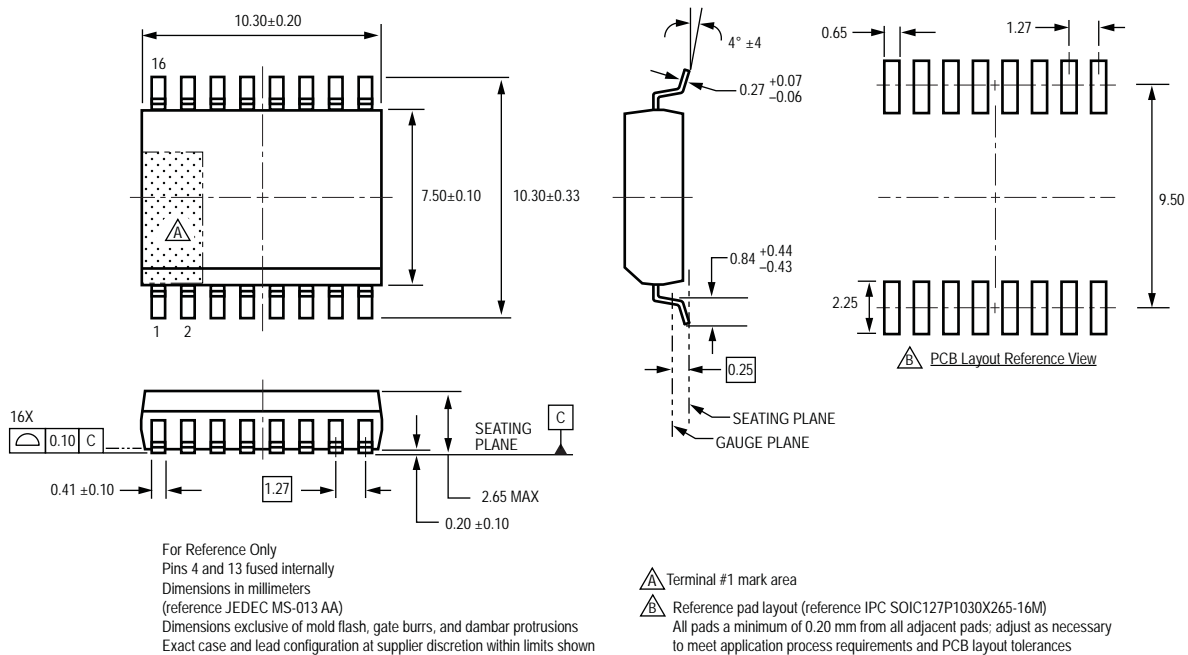 10.30±0.20
16
7.50±0.10
10.30±0.33
A
1 2
4° ±4
0.27 +0.07
–0.06
0.84 +0.44
–0.43
0.25
SEATING PLANE
GAUGE PLANE
0.65
1.27
9.50
2.25
B PCB Layout Reference View
16X
0.10 C
SEATING
PLANE
C
0.41 ±0.10
1.27
2.65 MAX
0.20 ±0.10
For Reference Only
Pins 4 and 13 fused internally
Dimensions in millimeters
(reference JEDEC MS-013 AA)
Dimensions exclusive of mold flash, gate burrs, and dambar protrusions
Exact case and lead configuration at supplier discretion within limits shown
A Terminal #1 mark area
B Reference pad layout (reference IPC SOIC127P1030X265-16M)
All pads a minimum of 0.20 mm from all adjacent pads; adjust as necessary
to meet application process requirements and PCB layout tolerances